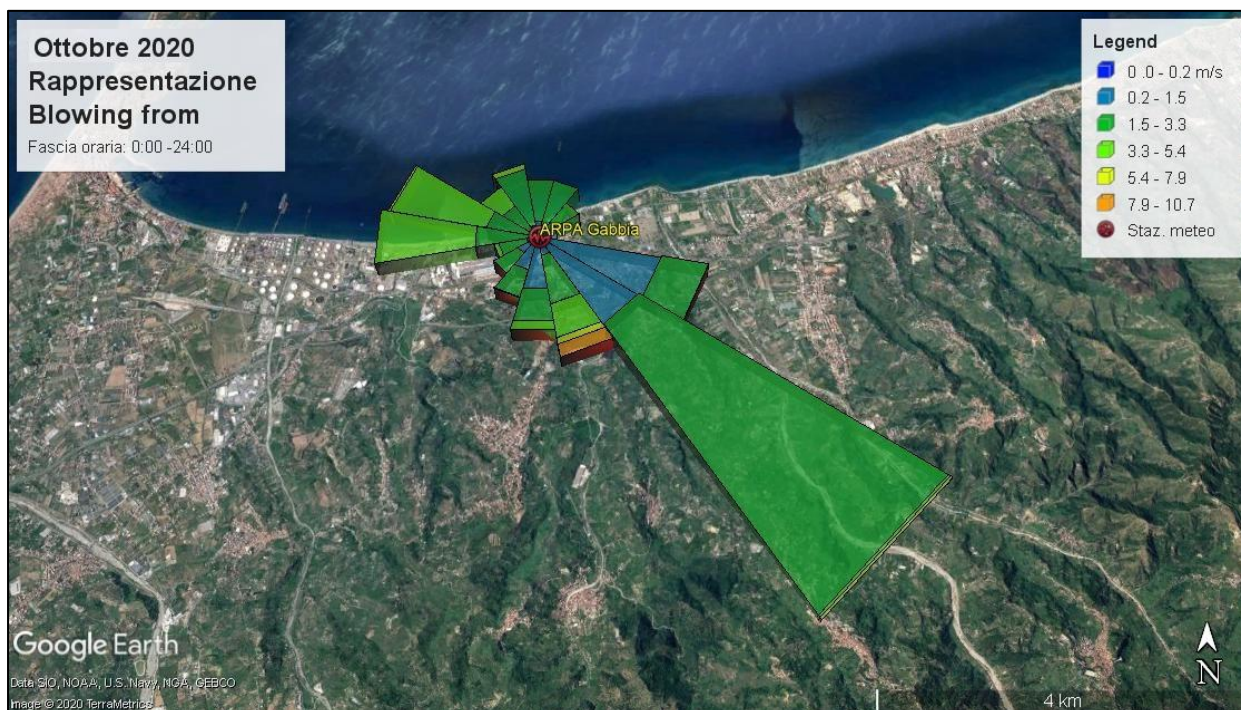 Ottobre 2020
Rappresentazione
Blowing from
Fascia oraria: 0:00 -24:00
Legend
0 .0 - 0.2 m/s
0.2 - 1.5
1.5 - 3.3
3.3 - 5.4
5.4 - 7.9
7.9 - 10.7
Staz. meteo
ARPA Gabbia
Google Earth
Data SIO, NOAA, U.S. Navy, NGA, GEBCO
Image © 2020 TerraMetrics
N
4 km